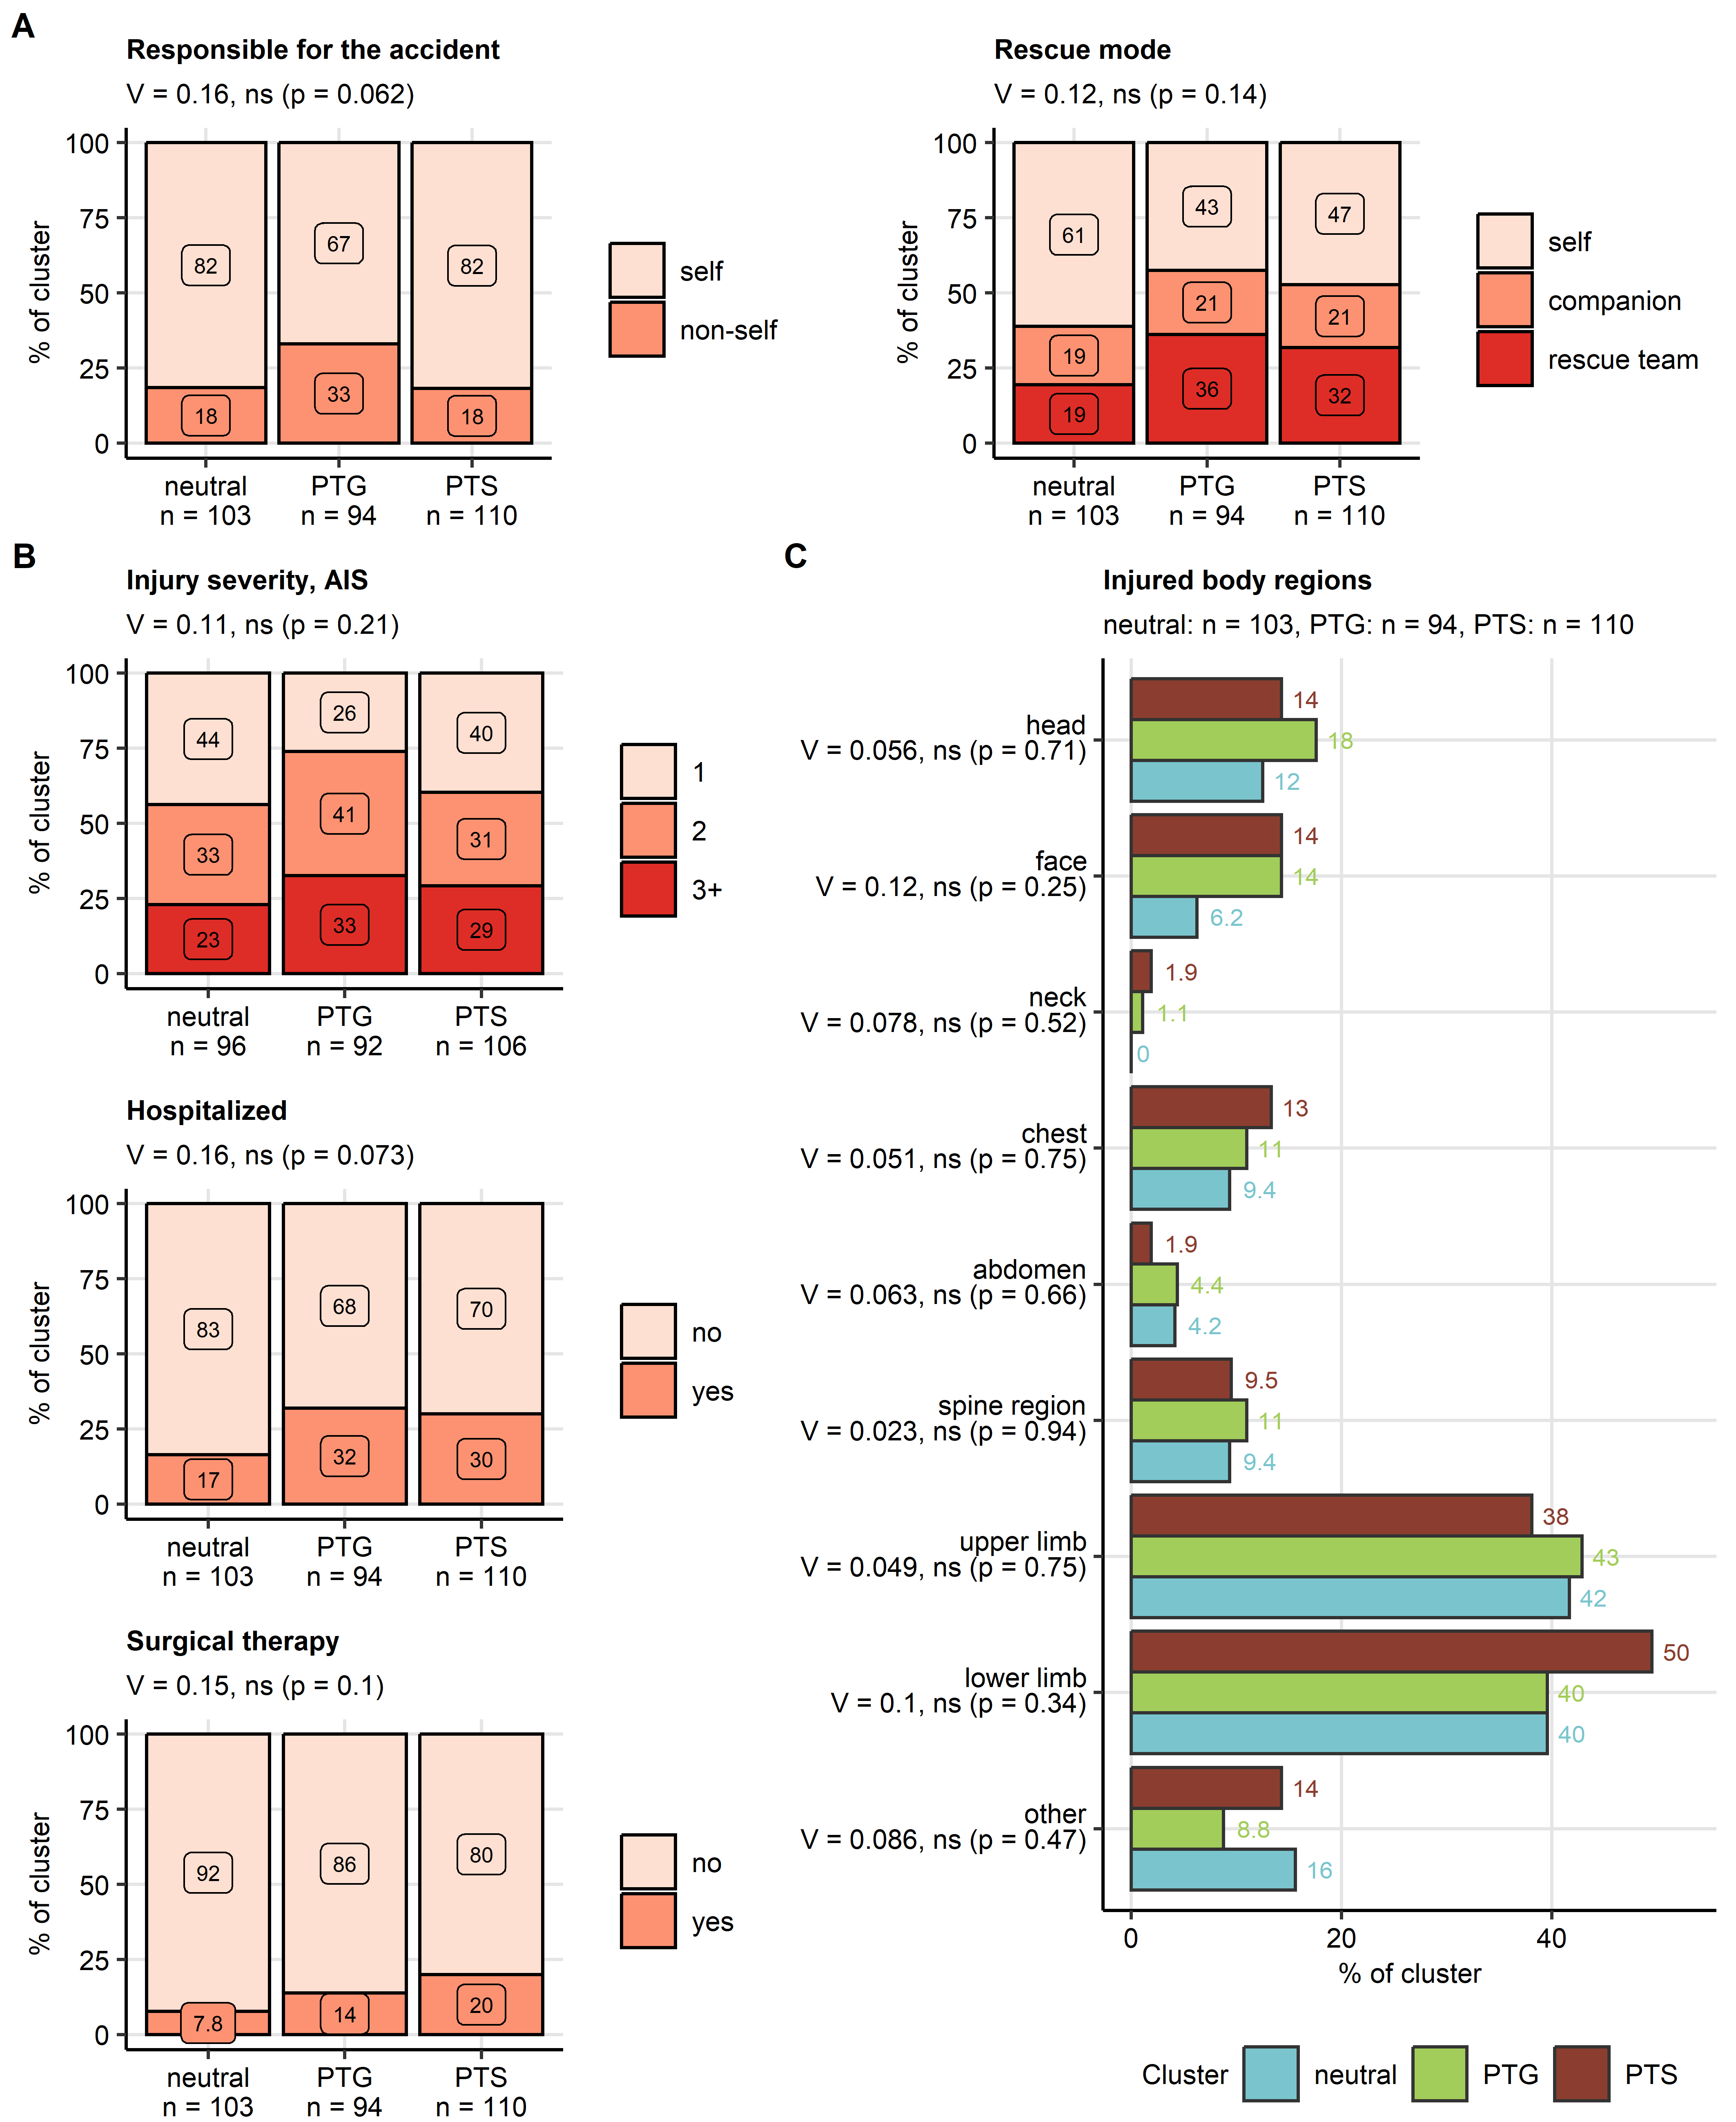 A
Responsible for the accident
V = 0.16, ns (p = 0.062)
% of cluster
100
75
50
25
0
82
67
82
18
33
18
neutral
n = 103
PTG
n = 94
PTS
n = 110
self
non-self
Rescue mode
V = 0.12, ns (p = 0.14)
% of cluster
100
75
50
25
0
61
43
47
19
21
21
19
36
32
neutral
n = 103
PTG
n = 94
PTS
n = 110
self
companion
rescue team
B
Injury severity, AIS
V = 0.11, ns (p = 0.21)
% of cluster
100
75
50
25
0
44
26
40
33
41
31
23
33
29
neutral
n = 96
PTG
n = 92
PTS
n = 106
1
2
3+
Hospitalized
V = 0.16, ns (p = 0.073)
% of cluster
100
75
50
25
0
83
68
70
17
32
30
neutral
n = 103
PTG
n = 94
PTS
n = 110
no
yes
Surgical therapy
V = 0.15, ns (p = 0.1)
% of cluster
100
75
50
25
0
92
86
80
7.8
14
20
neutral
n = 103
PTG
n = 94
PTS
n = 110
no
yes
C
Injured body regions
neutral: n = 103, PTG: n = 94, PTS: n = 110
head
V = 0.056, ns (p = 0.71)
14
18
12
face
V = 0.12, ns (p = 0.25)
14
14
6.2
neck
V = 0.078, ns (p = 0.52)
1.9
1.1
0
chest
V = 0.051, ns (p = 0.75)
13
11
9.4
abdomen
V = 0.063, ns (p = 0.66)
1.9
4.4
4.2
spine region
V = 0.023, ns (p = 0.94)
9.5
11
9.4
upper limb
V = 0.049, ns (p = 0.75)
38
43
42
lower limb
V = 0.1, ns (p = 0.34)
50
40
40
other
V = 0.086, ns (p = 0.47)
14
8.8
16
0
20
40
% of cluster
Cluster
neutral
PTG
PTS